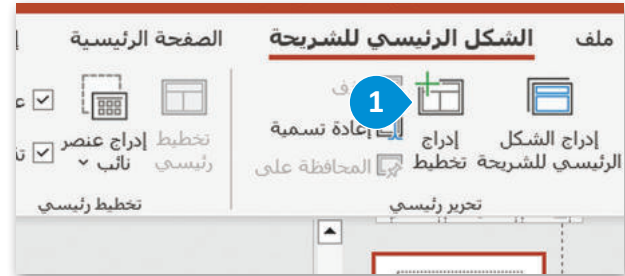 ملف الشكل الرئيسي للشريحة الصفحة الرئيسية
1
إدراج الشكل الرئيسي للشريحة
إدراج تخطيط
إعادة تسمية
المحافظة على
تخطيط رئيسي
إدراج عنصر نائب
تحرير رئيسي
تخطيط رئيسي